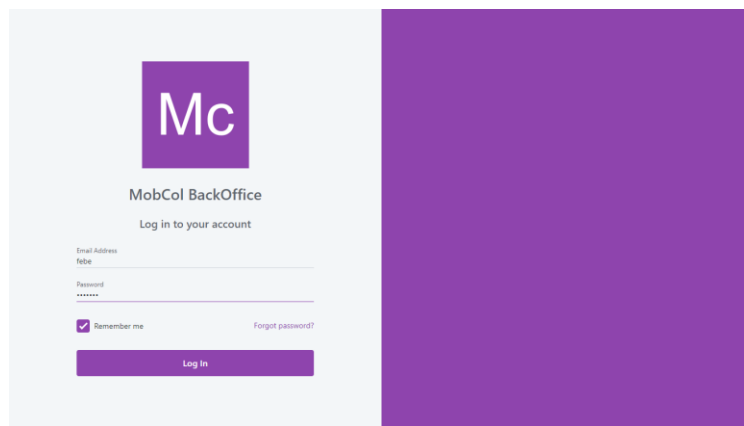 Mc
MobCol BackOffice
Log in to your account
Email Address
febe
Password
•••••••
Remember me
Forgot password?
Log In